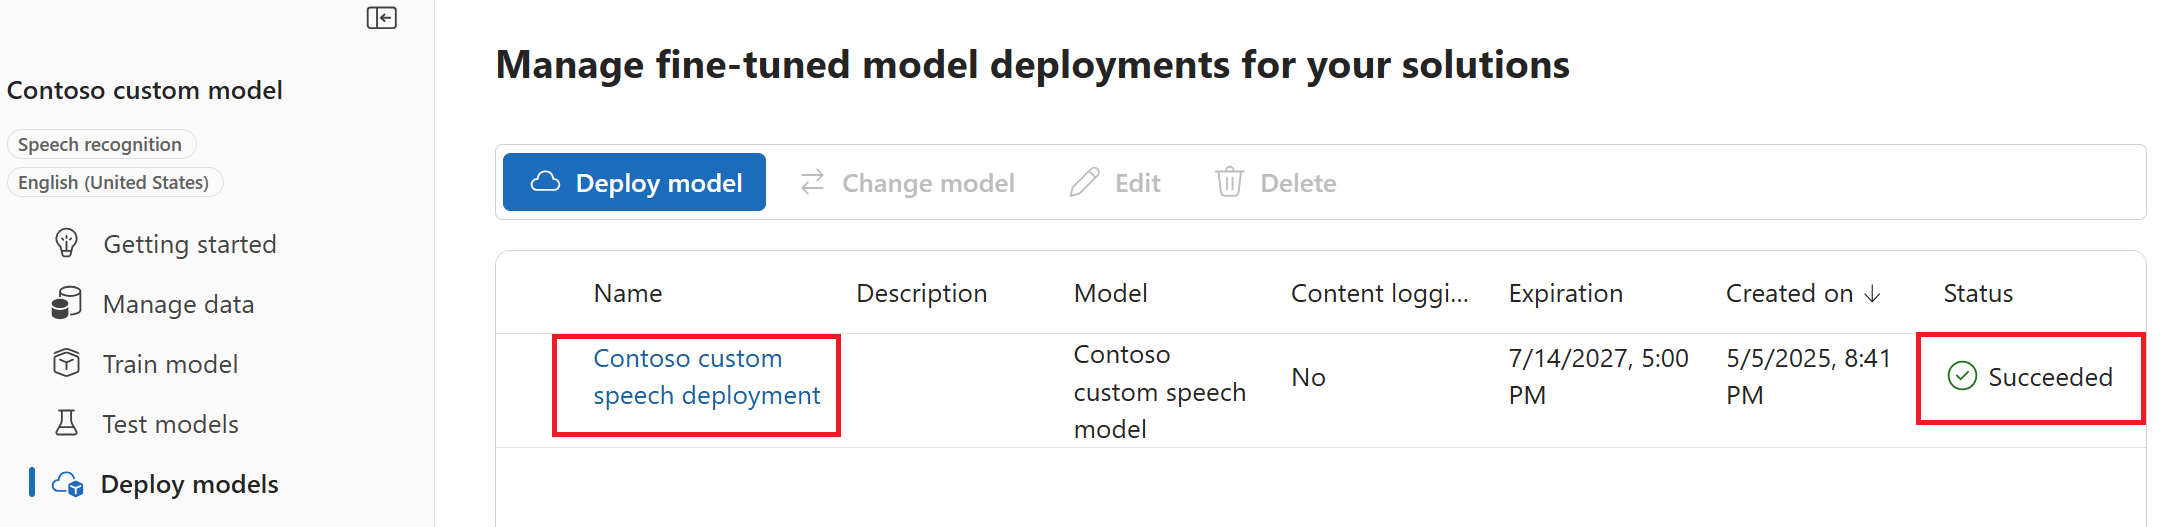 Contoso custom model
Speech recognition
English (United States)
Getting started
Manage data
Train model
Test models
Deploy models
Manage fine-tuned model deployments for your solutions
Deploy model
Change model
Edit
Delete
Name
Description
Model
Content loggi...
Expiration
Created on
Status
Contoso custom
speech deployment
Contoso
custom speech
model
No
7/14/2027, 5:00
PM
5/5/2025, 8:41
PM
Succeeded